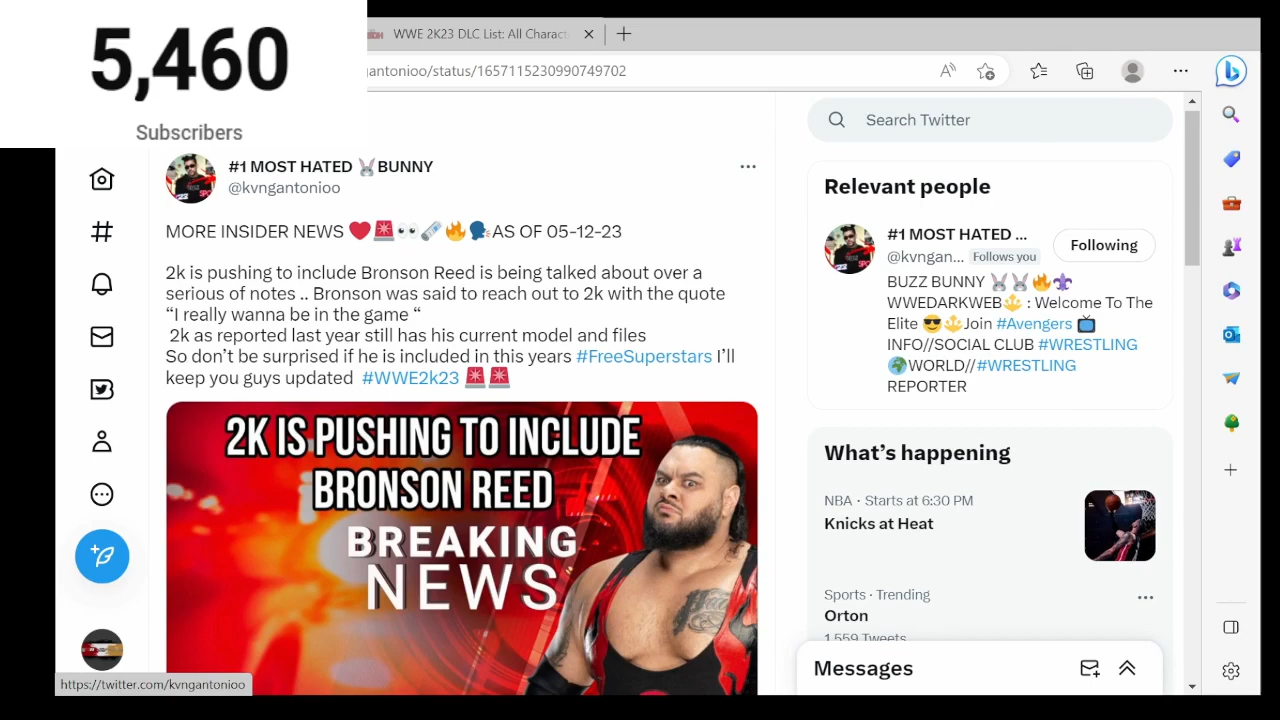 5,460
Subscribers
WWE 2K23 DLC List: All Charact
antonioo/status/1657115230990749702
#1 MOST HATED 🐰BUNNY
@kvngantonioo
MORE INSIDER NEWS ❤️🚨👀🗞️🔥🗣️AS OF 05-12-23
2k is pushing to include Bronson Reed is being talked about over a
serious of notes .. Bronson was said to reach out to 2k with the quote
“I really wanna be in the game “
2k as reported last year still has his current model and files
So don’t be surprised if he is included in this years #FreeSuperstars I’ll
keep you guys updated #WWE2k23 🚨🚨
2K IS PUSHING TO INCLUDE
BRONSON REED
BREAKING
NEWS
https://twitter.com/kvngantonioo
Search Twitter
Relevant people
#1 MOST HATED ...
@kvngan... Follows you
Following
BUZZ BUNNY 🐰🐰🔥⚜️
WWEDARKWEB🔱 : Welcome To The
Elite 😎🔱Join #Avengers 📺
INFO//SOCIAL CLUB #WRESTLING
🌍WORLD//#WRESTLING
REPORTER
What’s happening
NBA · Starts at 6:30 PM
Knicks at Heat
Sports · Trending
Orton
1,559 Tweets
Messages